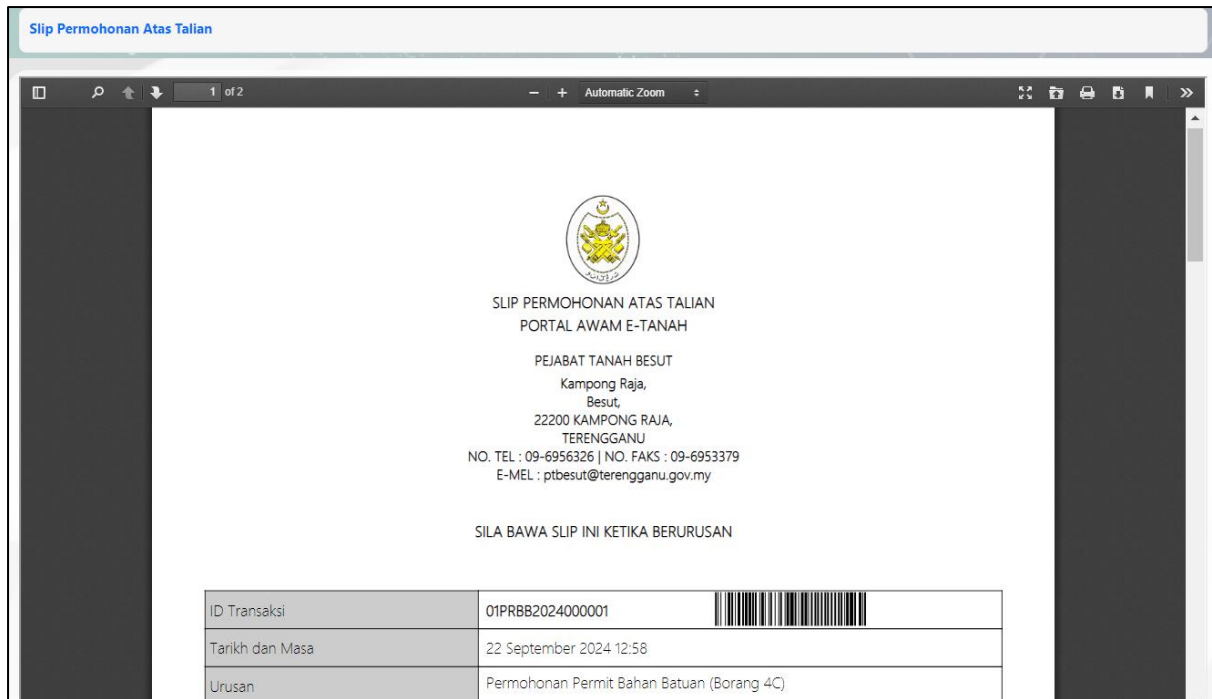 Slip Permohonan Atas Talian
1 of 2
Automatic Zoom
SLIP PERMOHONAN ATAS TALIAN
PORTAL AWAM E-TANAH
PEJABAT TANAH BESUT
Kampong Raja,
Besut,
22200 KAMPONG RAJA,
TERENGGANU
NO. TEL : 09-6956326 | NO. FAKS : 09-6953379
E-MEL : ptbesut@terengganu.gov.my
SILA BAWA SLIP INI KETIKA BERURUSAN
ID Transaksi 01PRBB2024000001
Tarikh dan Masa 22 September 2024 12:58
Urusan Permohonan Permit Bahan Batuan (Borang 4C)